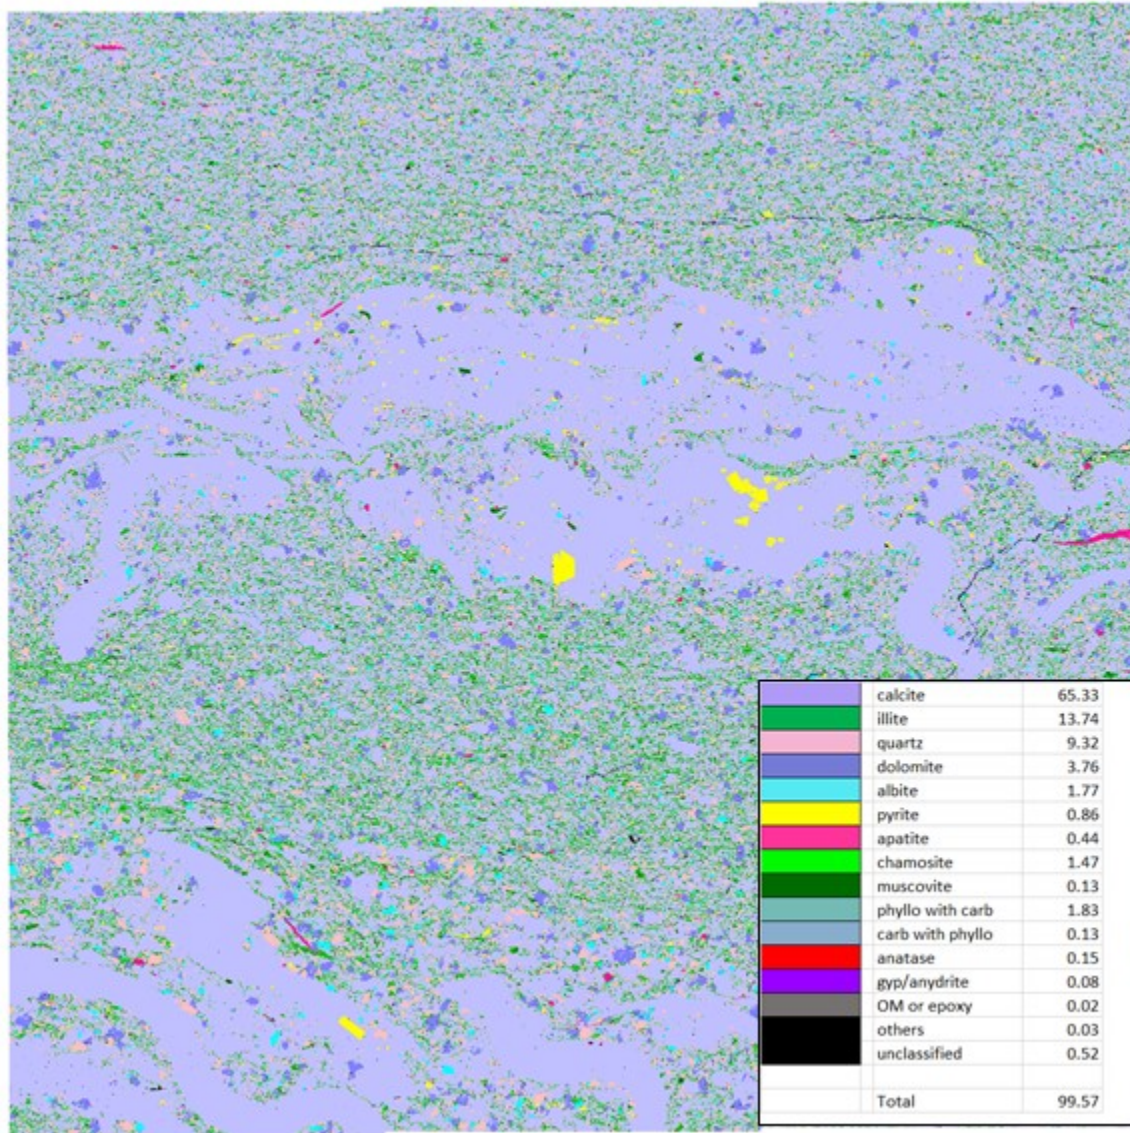 calcite 65.33
illite 13.74
quartz 9.32
dolomite 3.76
albite 1.77
pyrite 0.86
apatite 0.44
chamosite 1.47
muscovite 0.13
phyllo with carb 1.83
carb with phyllo 0.13
anatase 0.15
gyp/anydrite 0.08
OM or epoxy 0.02
others 0.03
unclassified 0.52
Total 99.57